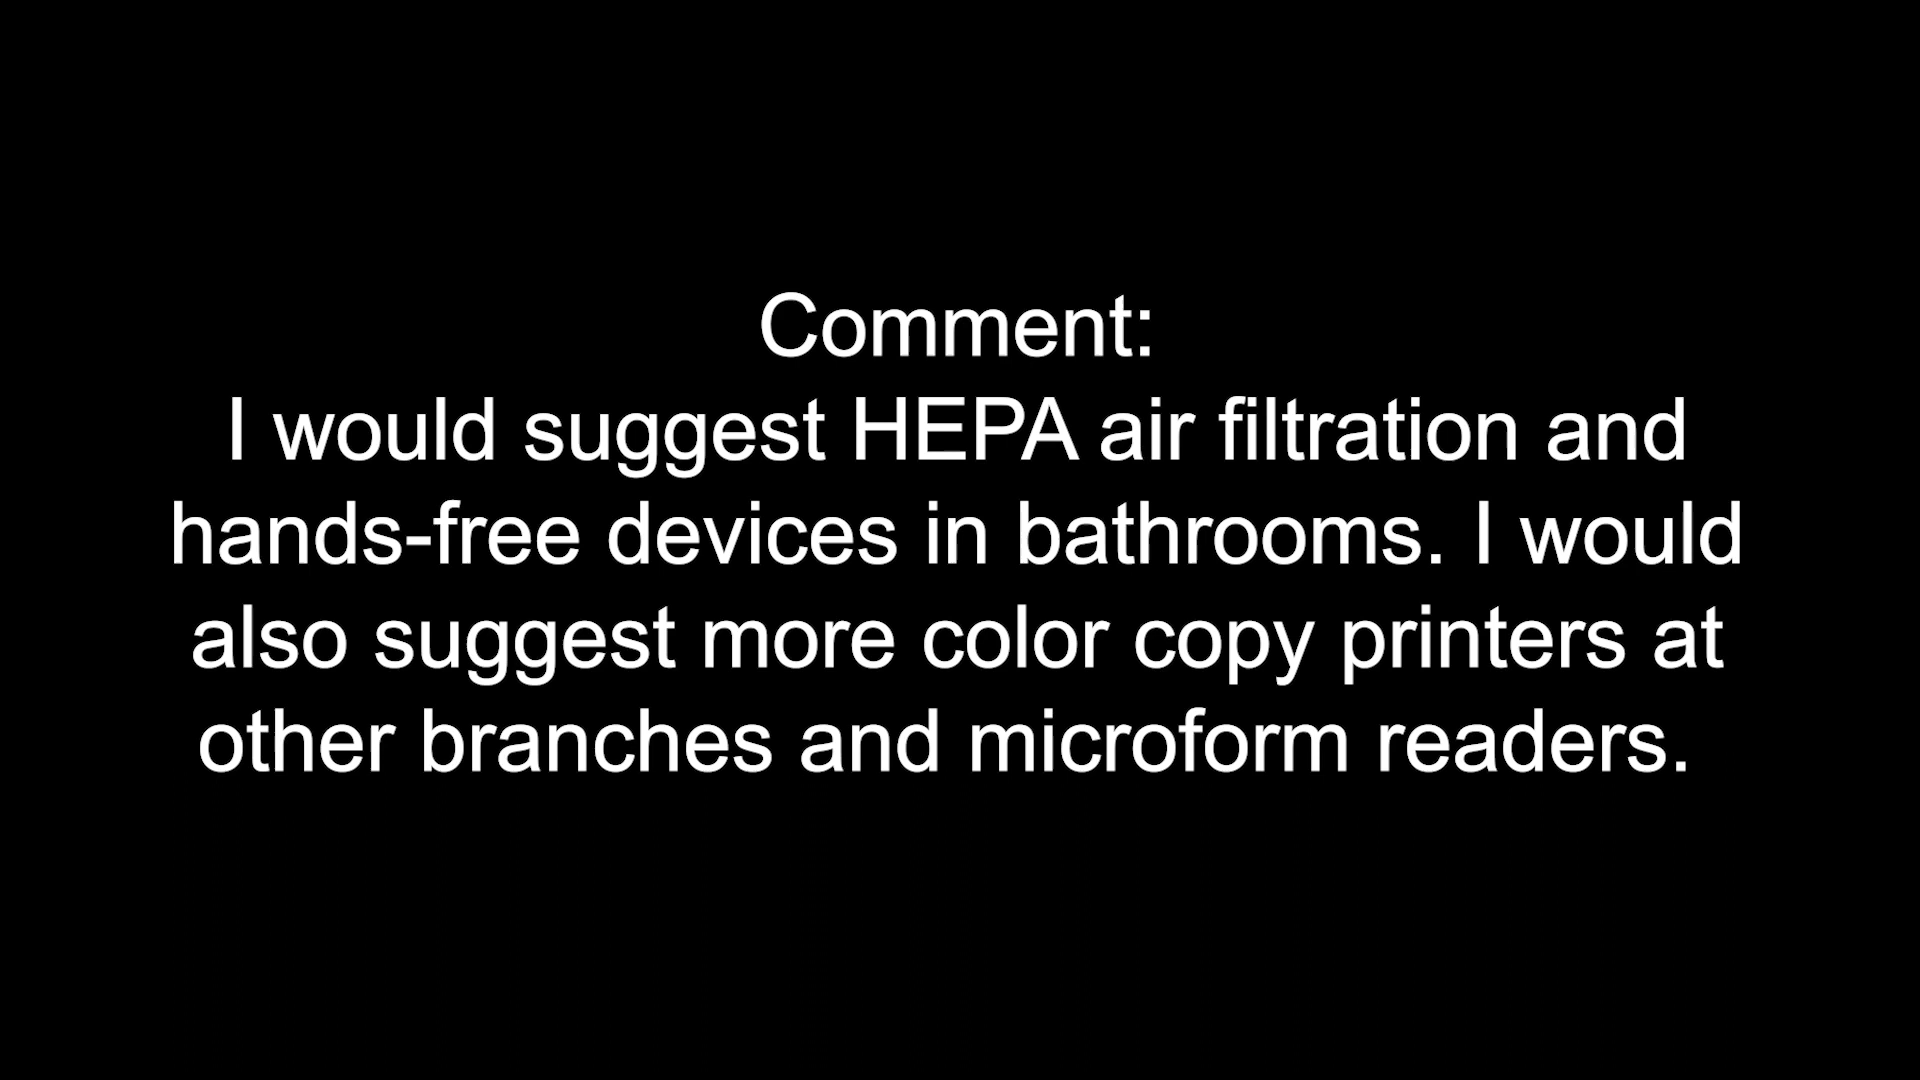 Comment:
I would suggest HEPA air filtration and
hands-free devices in bathrooms. I would
also suggest more color copy printers at
other branches and microform readers.